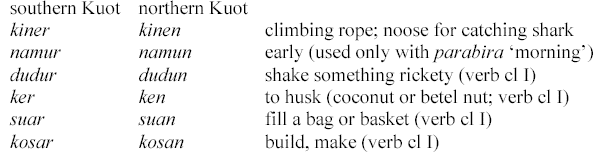 southern Kuot northern Kuot
kiner kinen climbing rope; noose for catching shark
namur namun early (used only with parabira ‘morning’)
dudur dudun shake something rickety (verb cl I)
ker ken to husk (coconut or betel nut; verb cl I)
suar suan fill a bag or basket (verb cl I)
kosar kosan build, make (verb cl I)